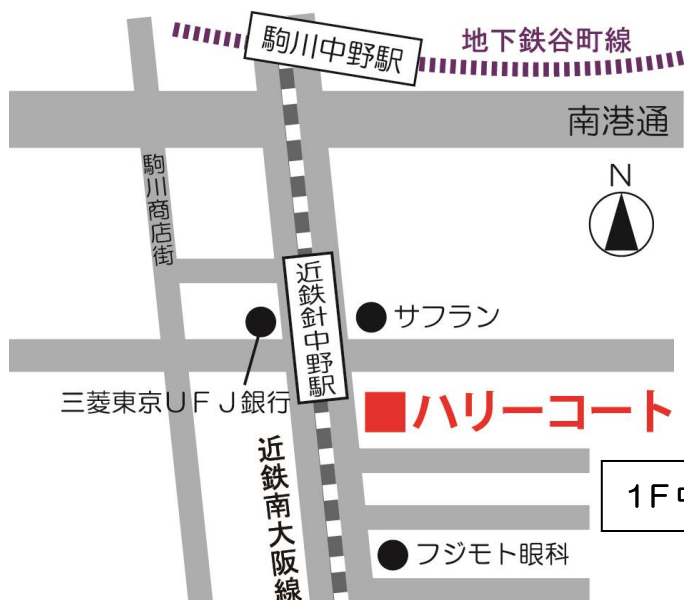 駒川中野駅
地下鉄谷町線
南港通
N
駒川商店街
近鉄針中野駅
サフラン
三菱東京UFJ銀行
ハリーコート
近鉄南大阪線
1F
フジモト眼科